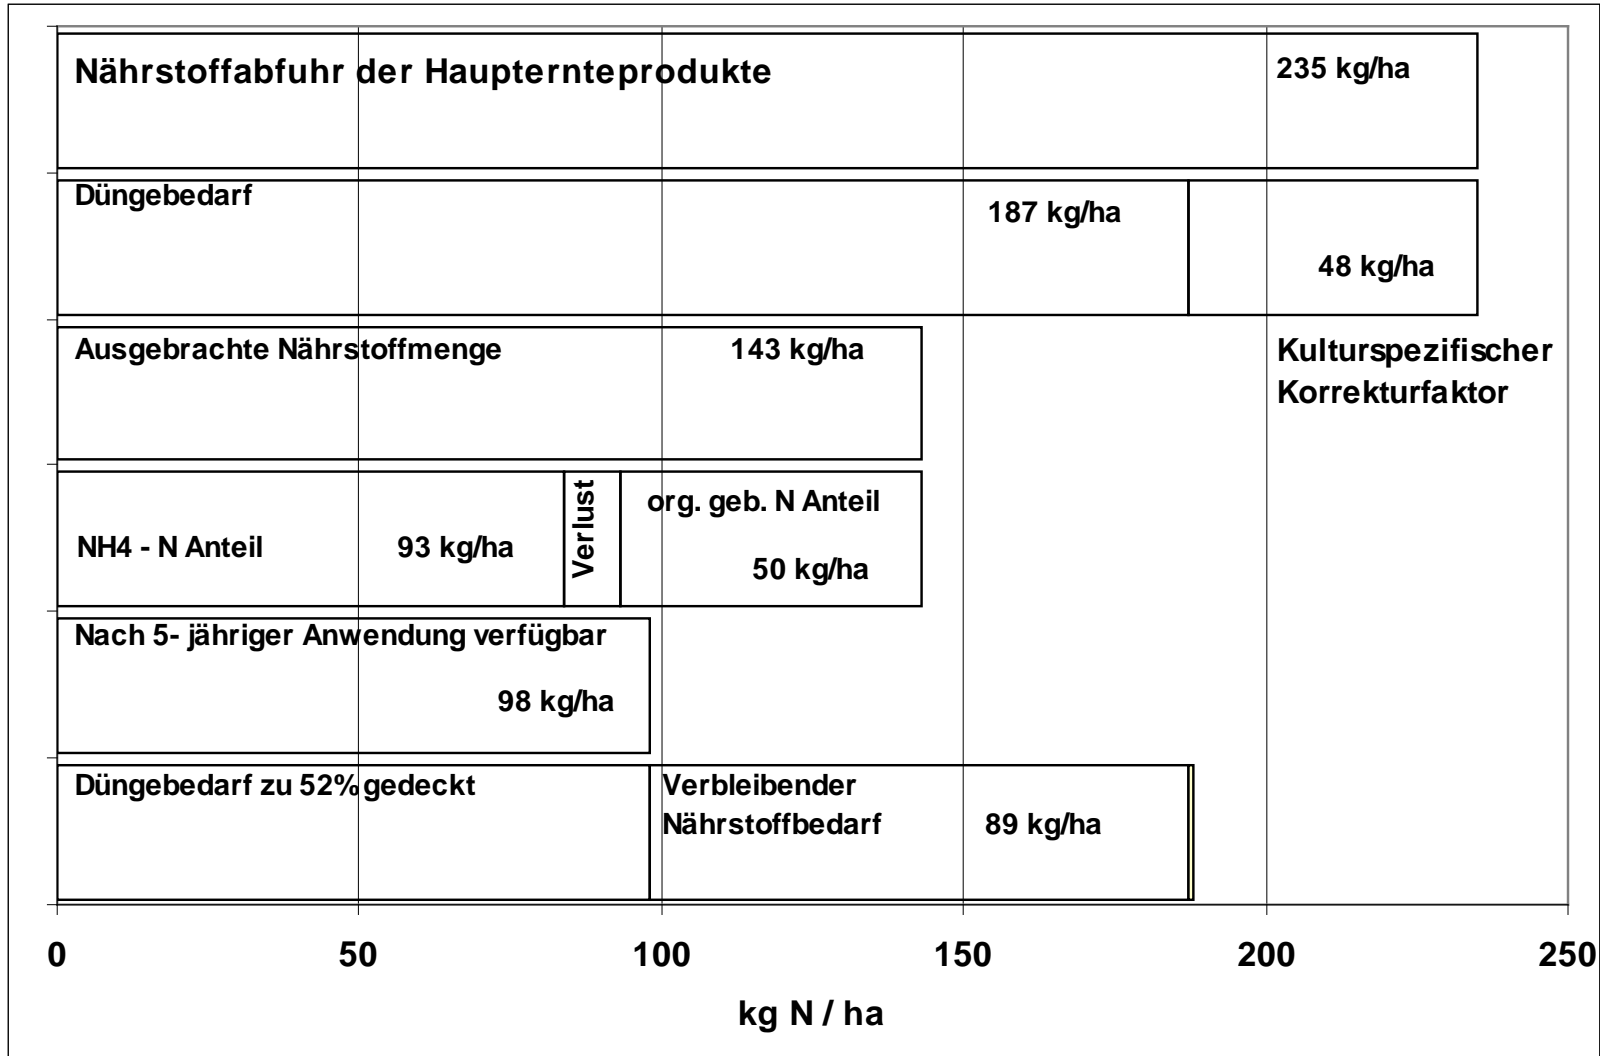 Nährstoffabfuhr der Haupternteprodukte 235 kg/ha
Düngebedarf
187 kg/ha
48 kg/ha
Ausgebrachte Nährstoffmenge 143 kg/ha
Kulturspezifischer
Korrekturfaktor
NH4 - N Anteil 93 kg/ha
Verlust
org. geb. N Anteil
50 kg/ha
Nach 5- jähriger Anwendung verfügbar
98 kg/ha
Düngebedarf zu 52% gedeckt
Verbleibender
Nährstoffbedarf 89 kg/ha
0 50 100 150 200 250
kg N / ha